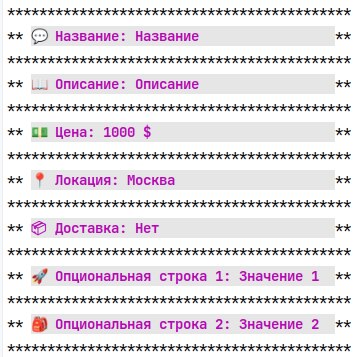 *******************************************
** 💬 Название: Название **
*******************************************
** 📖 Описание: Описание **
*******************************************
** 💵 Цена: 1000 $ **
*******************************************
** 📍 Локация: Москва **
*******************************************
** 📦 Доставка: Нет **
*******************************************
** 🚀 Опциональная строка 1: Значение 1 **
*******************************************
** 🎒 Опциональная строка 2: Значение 2 **
*******************************************